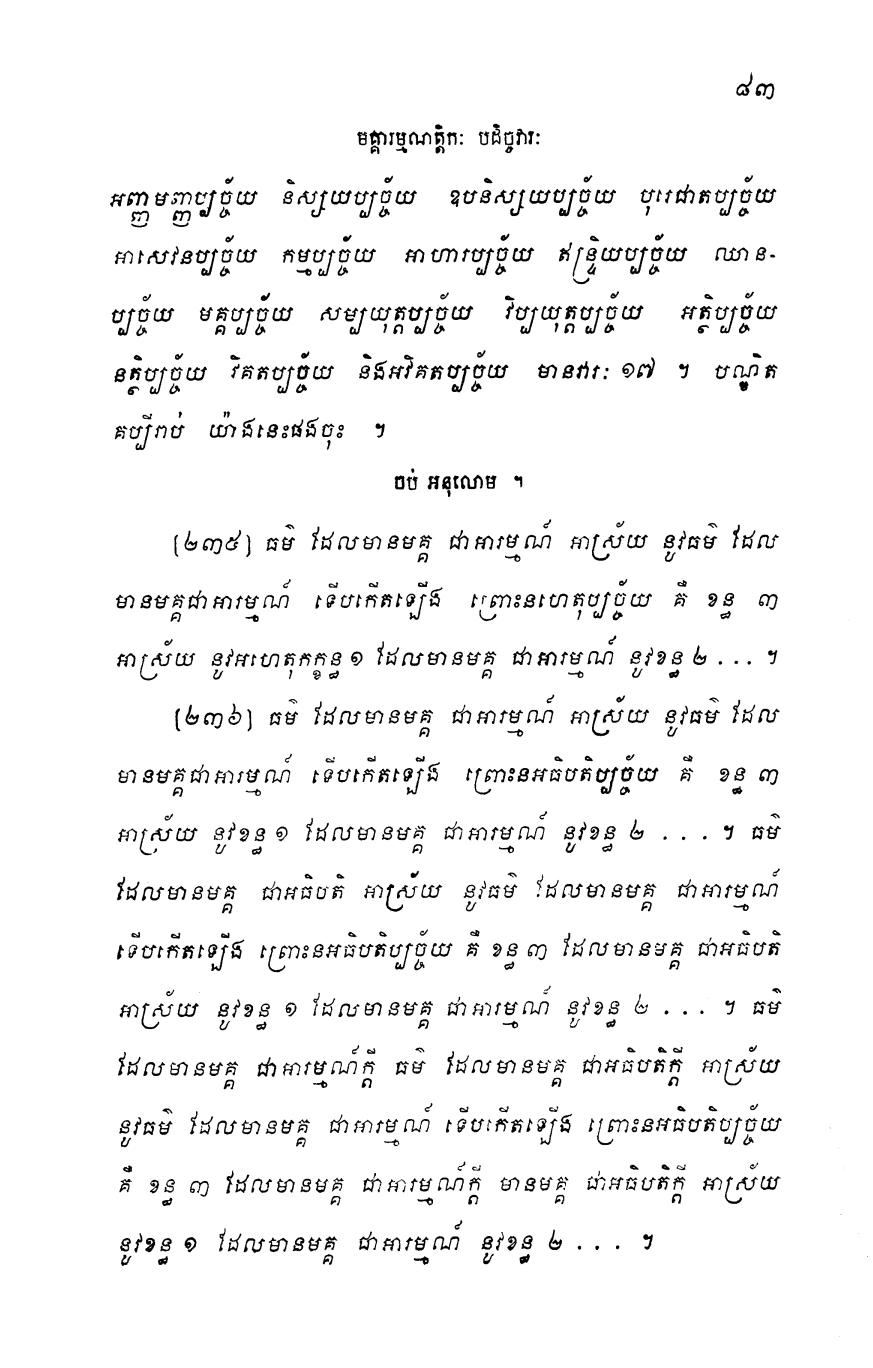 ៨៣
មគ្គារម្មណត្តិកៈ បដិច្ចវារៈ
អញ្ញាមញ្ញាប្បច្ច័យ និស្សយប្បច្ច័យ ឧបនិស្សយប្បច្ច័យ បុរេជាតប្បច្ច័យ
អាសេវនប្បច្ច័យ កម្មប្បច្ច័យ អាហារប្បច្ច័យ ឥន្ទ្រិយប្បច្ច័យ ឈាន-
ប្បច្ច័យ មគ្គប្បច្ច័យ សម្បយុត្តប្បច្ច័យ វិប្បយុត្តប្បច្ច័យ អត្ថិប្បច្ច័យ
នត្ថិប្បច្ច័យ វិគតប្បច្ច័យ និងអវិគតប្បច្ច័យ មានវារៈ ១៧ ។ បណ្ឌិត
គប្បីរាប់ យ៉ាងនេះផងចុះ ។
ចប់ អនុលោម ។
(២៣៥) ធម៌ ដែលមានមគ្គ ជាអារម្មណ៍ អាស្រ័យ នូវធម៌ ដែល
មានមគ្គជាអារម្មណ៍ ទើបកើតឡើង ព្រោះនហេតុប្បច្ច័យ គឺ ខន្ធ ៣
អាស្រ័យ នូវអហេតុកក្ខន្ធ ១ ដែលមានមគ្គ ជាអារម្មណ៍ នូវខន្ធ ២ ... ។
(២៣៦) ធម៌ ដែលមានមគ្គ ជាអារម្មណ៍ អាស្រ័យ នូវធម៌ ដែល
មានមគ្គជាអារម្មណ៍ ទើបកើតឡើង ព្រោះនអធិបតិប្បច្ច័យ គឺ ខន្ធ ៣
អាស្រ័យ នូវខន្ធ ១ ដែលមានមគ្គ ជាអារម្មណ៍ នូវខន្ធ ២ ... ។ ធម៌
ដែលមានមគ្គ ជាអធិបតិ អាស្រ័យ នូវធម៌ ដែលមានមគ្គ ជាអារម្មណ៍
ទើបកើតឡើង ព្រោះនអធិបតិប្បច្ច័យ គឺ ខន្ធ ៣ ដែលមានមគ្គ ជាអធិបតិ
អាស្រ័យ នូវខន្ធ ១ ដែលមានមគ្គ ជាអារម្មណ៍ នូវខន្ធ ២ ... ។ ធម៌
ដែលមានមគ្គ ជាអារម្មណ៍ក្តី ធម៌ ដែលមានមគ្គ ជាអធិបតិក្តី អាស្រ័យ
នូវធម៌ ដែលមានមគ្គ ជាអារម្មណ៍ ទើបកើតឡើង ព្រោះនអធិបតិប្បច្ច័យ
គឺ ខន្ធ ៣ ដែលមានមគ្គ ជាអារម្មណ៍ក្តី មានមគ្គ ជាអធិបតិក្តី អាស្រ័យ
នូវខន្ធ ១ ដែលមានមគ្គ ជាអារម្មណ៍ នូវខន្ធ ២ ... ។